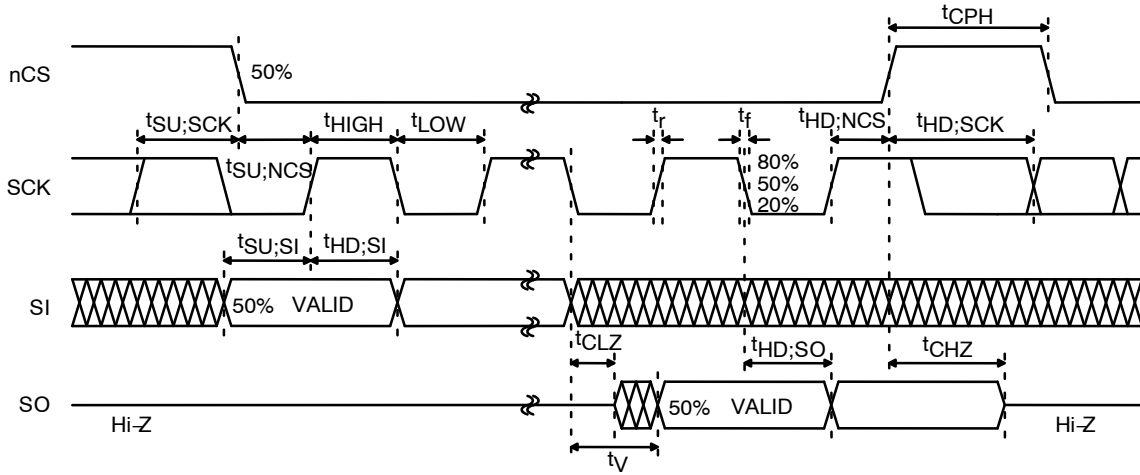 tCPH
nCS
50%
tSU;SCK
tHIGH
tLOW
tr
tf
tHD;NCS
tHD;SCK
SCK
tSU;NCS
80%
50%
20%
tSU;SI
tHD;SI
SI
50%
VALID
tCLZ
tHD;SO
tCHZ
SO
50%
VALID
Hi–Z
Hi–Z
tV